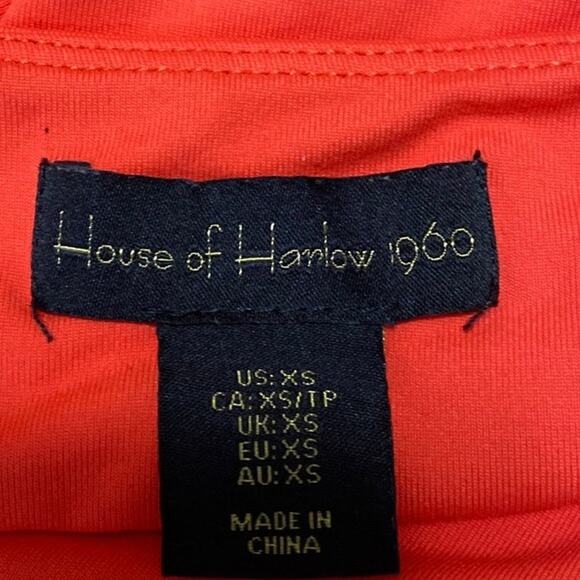 House of Harlow 1960
US: XS
CA: XS/TP
UK: XS
EU: XS
AU: XS
MADE IN
CHINA